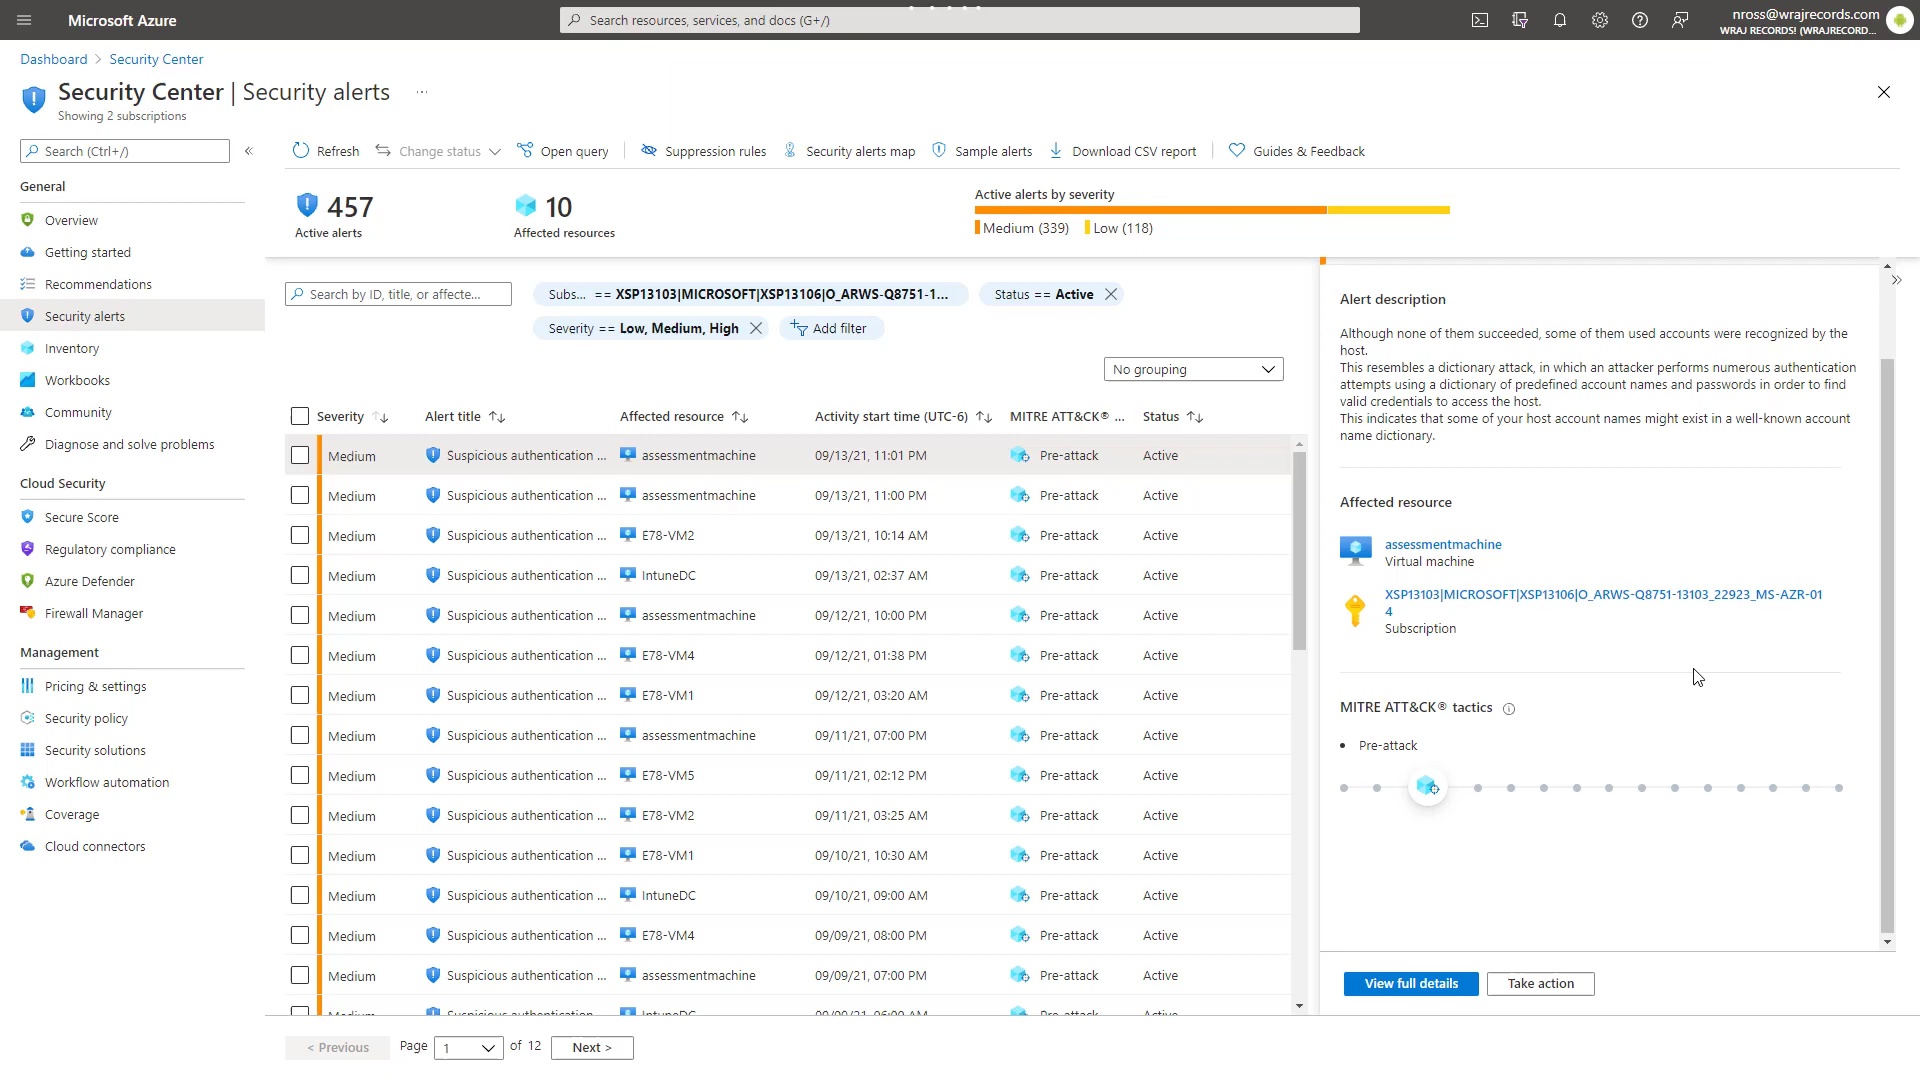 Microsoft Azure
Search resources, services, and docs (G+/)
nross@wrajrecords.com
WRAJ RECORDS! (WRAJRECORD...
Dashboard > Security Center
Security Center | Security alerts ...
Showing 2 subscriptions
Search (Ctrl+/)
«
General
Overview
Getting started
Recommendations
Security alerts
Inventory
Workbooks
Community
Diagnose and solve problems
Cloud Security
Secure Score
Regulatory compliance
Azure Defender
Firewall Manager
Management
Pricing & settings
Security policy
Security solutions
Workflow automation
Coverage
Cloud connectors
Refresh Change status Open query Suppression rules Security alerts map Sample alerts Download CSV report Guides & Feedback
457
Active alerts
10
Affected resources
Active alerts by severity
Medium (339) Low (118)
Search by ID, title, or affecte...
Subs... == XSP13103|MICROSOFT|XSP13106|O_ARWS-Q8751-1...
Status == Active
Severity == Low, Medium, High
Add filter
No grouping
Severity Alert title Affected resource Activity start time (UTC-6) MITRE ATT&CK® ... Status
Medium Suspicious authentication ... assessmentmachine 09/13/21, 11:01 PM Pre-attack Active
Medium Suspicious authentication ... assessmentmachine 09/13/21, 11:00 PM Pre-attack Active
Medium Suspicious authentication ... E78-VM2 09/13/21, 10:14 AM Pre-attack Active
Medium Suspicious authentication ... IntuneDC 09/13/21, 02:37 AM Pre-attack Active
Medium Suspicious authentication ... assessmentmachine 09/12/21, 10:00 PM Pre-attack Active
Medium Suspicious authentication ... E78-VM4 09/12/21, 01:38 PM Pre-attack Active
Medium Suspicious authentication ... E78-VM1 09/12/21, 03:20 AM Pre-attack Active
Medium Suspicious authentication ... assessmentmachine 09/11/21, 07:00 PM Pre-attack Active
Medium Suspicious authentication ... E78-VM5 09/11/21, 02:12 PM Pre-attack Active
Medium Suspicious authentication ... E78-VM2 09/11/21, 03:25 AM Pre-attack Active
Medium Suspicious authentication ... E78-VM1 09/10/21, 10:30 AM Pre-attack Active
Medium Suspicious authentication ... IntuneDC 09/10/21, 09:00 AM Pre-attack Active
Medium Suspicious authentication ... E78-VM4 09/09/21, 08:00 PM Pre-attack Active
Medium Suspicious authentication ... assessmentmachine 09/09/21, 07:00 PM Pre-attack Active
Medium Suspicious authentication ... IntuneDC 09/09/21, 06:00 AM Pre-attack Active
< Previous Page 1 of 12 Next >
Alert description
Although none of them succeeded, some of them used accounts were recognized by the
host.
This resembles a dictionary attack, in which an attacker performs numerous authentication
attempts using a dictionary of predefined account names and passwords in order to find
valid credentials to access the host.
This indicates that some of your host account names might exist in a well-known account
name dictionary.
Affected resource
assessmentmachine
Virtual machine
XSP13103|MICROSOFT|XSP13106|O_ARWS-Q8751-13103_22923_MS-AZR-01
4
Subscription
MITRE ATT&CK® tactics
• Pre-attack
View full details Take action